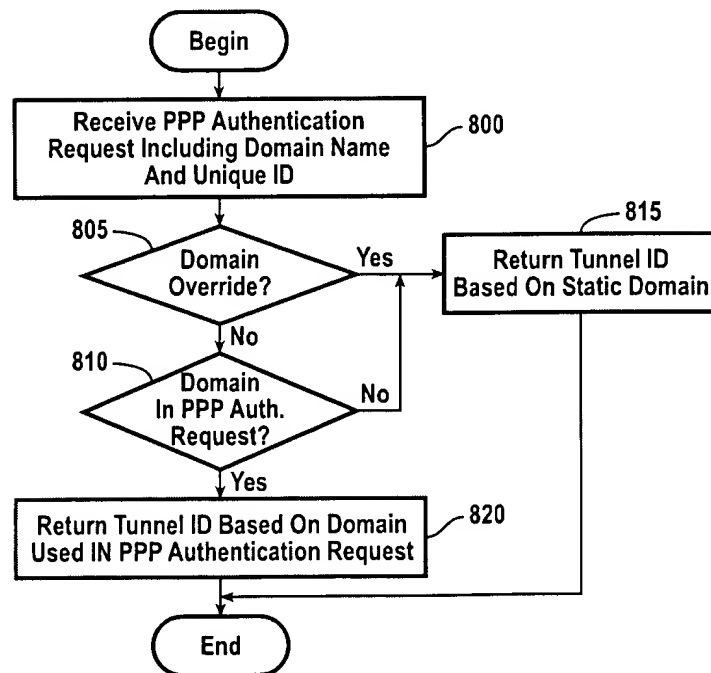 Begin
Receive PPP Authentication
Request Including Domain Name
And Unique ID
800
805
Domain
Override?
Yes
815
Return Tunnel ID
Based On Static Domain
No
810
Domain
In PPP Auth.
Request?
No
Yes
Return Tunnel ID Based On Domain
Used IN PPP Authentication Request
820
End